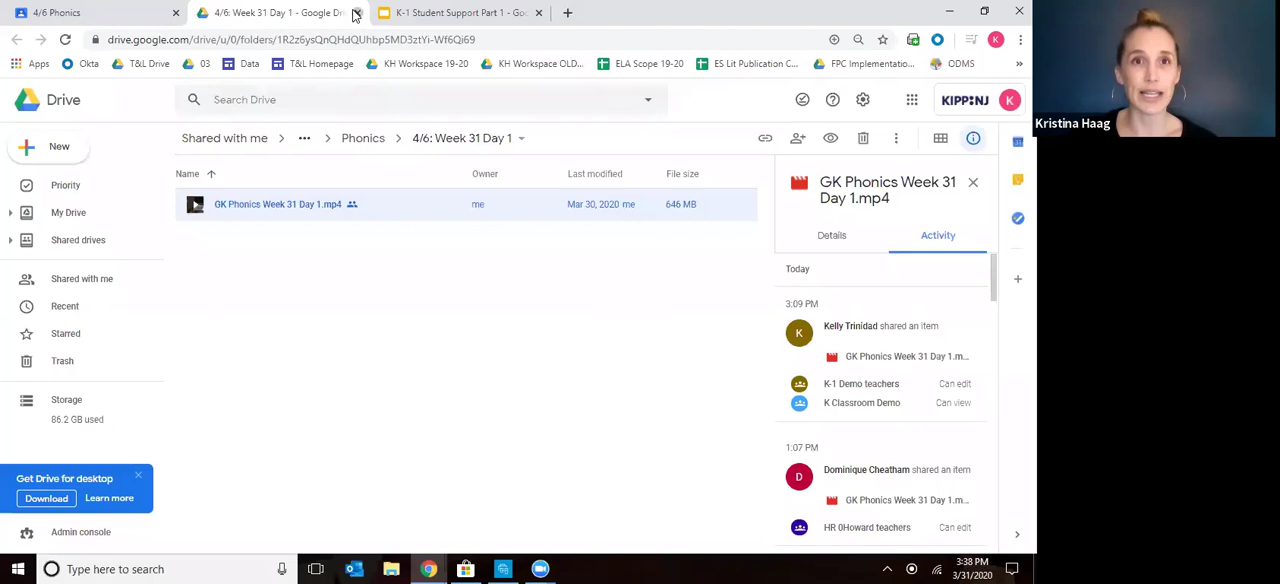 4/6 Phonics
4/6: Week 31 Day 1 - Google Dri
K-1 Student Support Part 1 - Goo
drive.google.com/drive/u/0/folders/1R2z6ysQnQHdQUhbp5MD3ztYi-Wf6Qi69
Apps Okta T&L Drive 03 Data T&L Homepage KH Workspace 19-20 KH Workspace OLD... ELA Scope 19-20 ES Lit Publication C... FPC Implementatio... ODMS »
Drive
Search Drive
KIPP:NJ K
Kristina Haag
New
Shared with me > ••• > Phonics > 4/6: Week 31 Day 1
Name
Owner
Last modified
File size
GK Phonics Week 31 Day 1.mp4
me
Mar 30, 2020 me
646 MB
Priority
My Drive
Shared drives
Shared with me
Recent
Starred
Trash
Storage
86.2 GB used
Get Drive for desktop
Download
Learn more
Admin console
GK Phonics Week 31
Day 1.mp4
Details
Activity
Today
3:09 PM
K
Kelly Trinidad shared an item
GK Phonics Week 31 Day 1.m...
K-1 Demo teachers
Can edit
K Classroom Demo
Can view
1:07 PM
D
Dominique Cheatham shared an item
GK Phonics Week 31 Day 1.m...
HR 0Howard teachers
Can edit
Type here to search
3:38 PM
3/31/2020